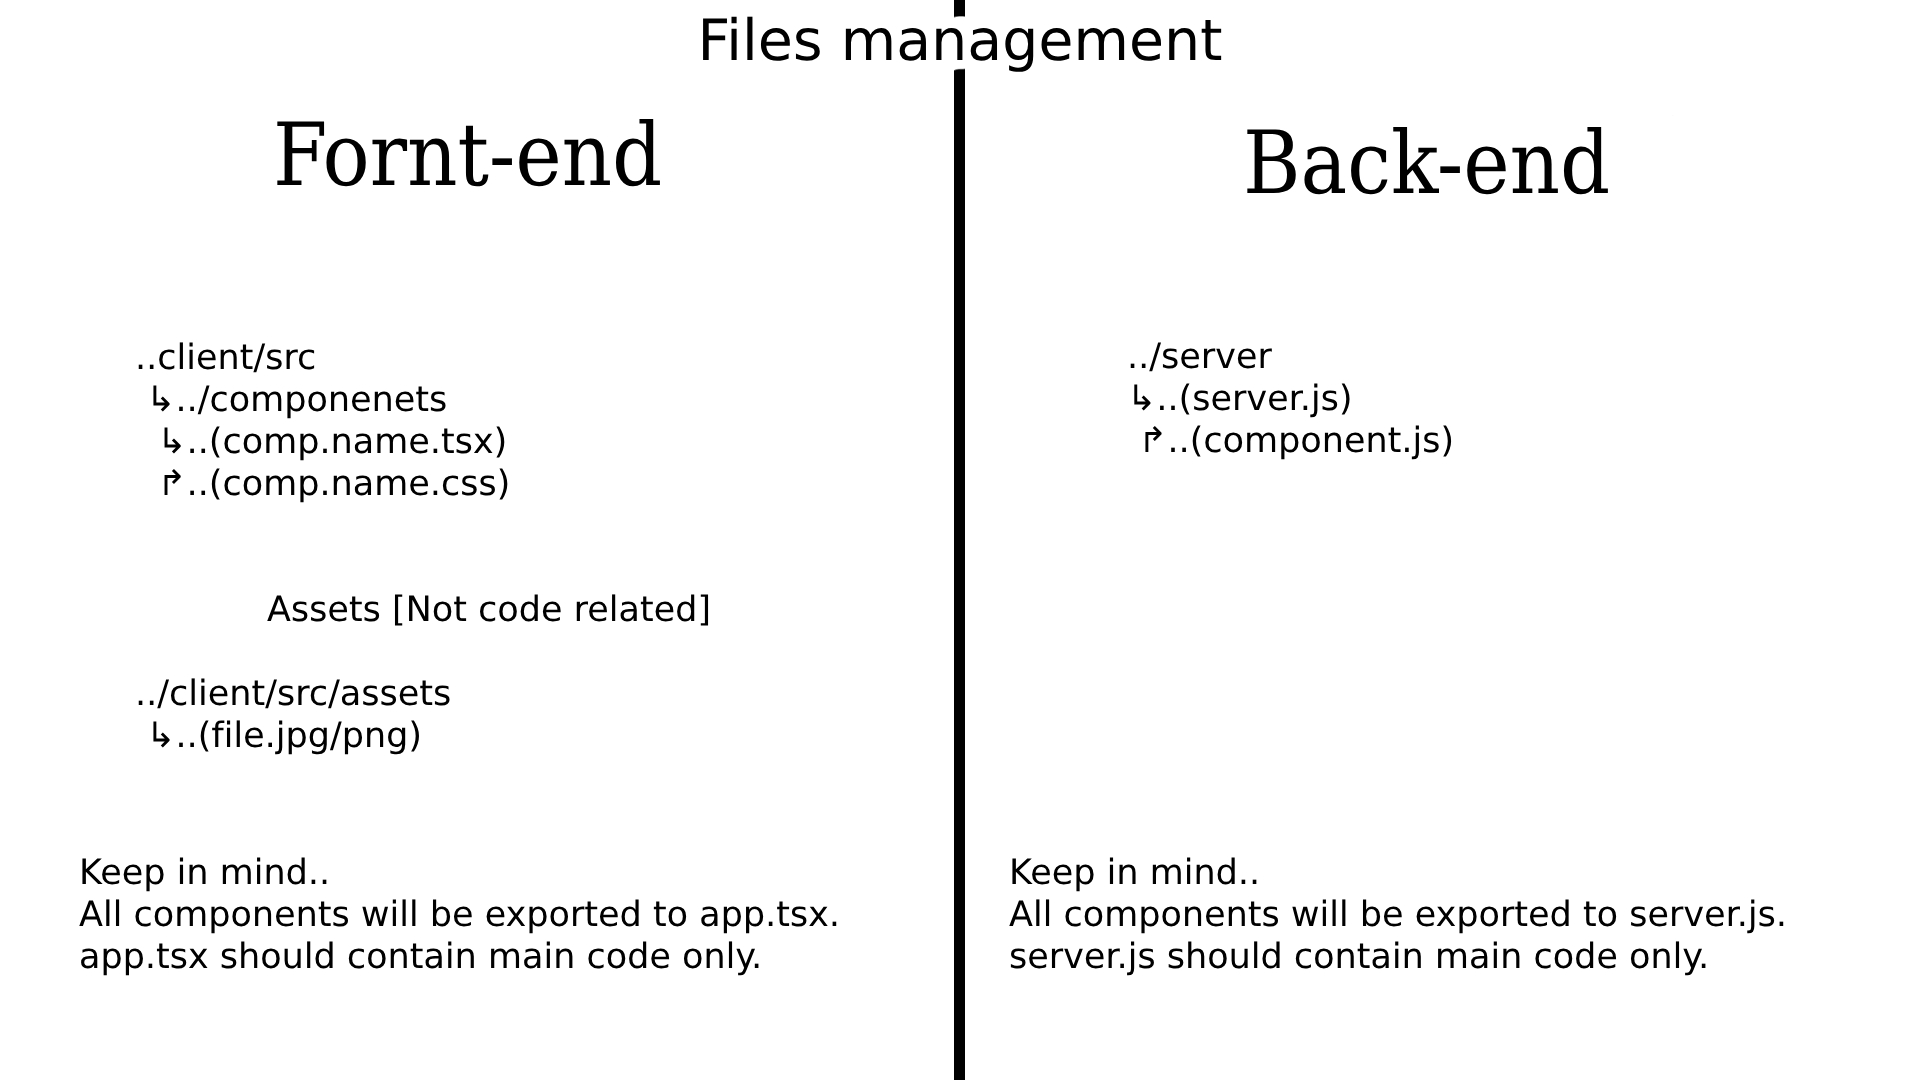 Files management
Fornt-end
..client/src
↳../componenets
↳..(comp.name.tsx)
↱..(comp.name.css)
Assets [Not code related]
../client/src/assets
↳..(file.jpg/png)
Keep in mind..
All components will be exported to app.tsx.
app.tsx should contain main code only.
Back-end
../server
↳..(server.js)
↱..(component.js)
Keep in mind..
All components will be exported to server.js.
server.js should contain main code only.